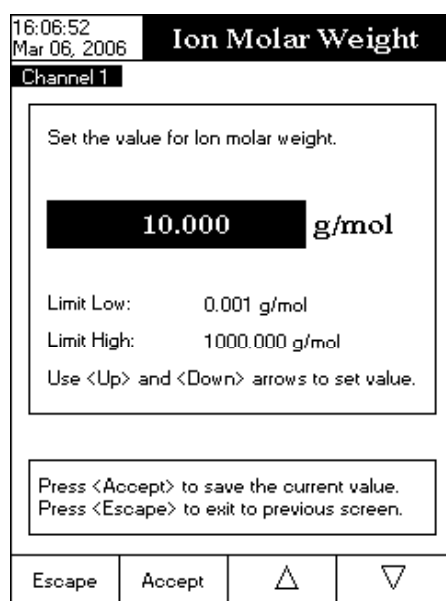 16:06:52
Mar 06, 2006
Ion Molar Weight
Channel 1
Set the value for Ion molar weight.
10.000 g/mol
Limit Low: 0.001 g/mol
Limit High: 1000.000 g/mol
Use <Up> and <Down> arrows to set value.
Press <Accept> to save the current value.
Press <Escape> to exit to previous screen.
Escape Accept △ ▽